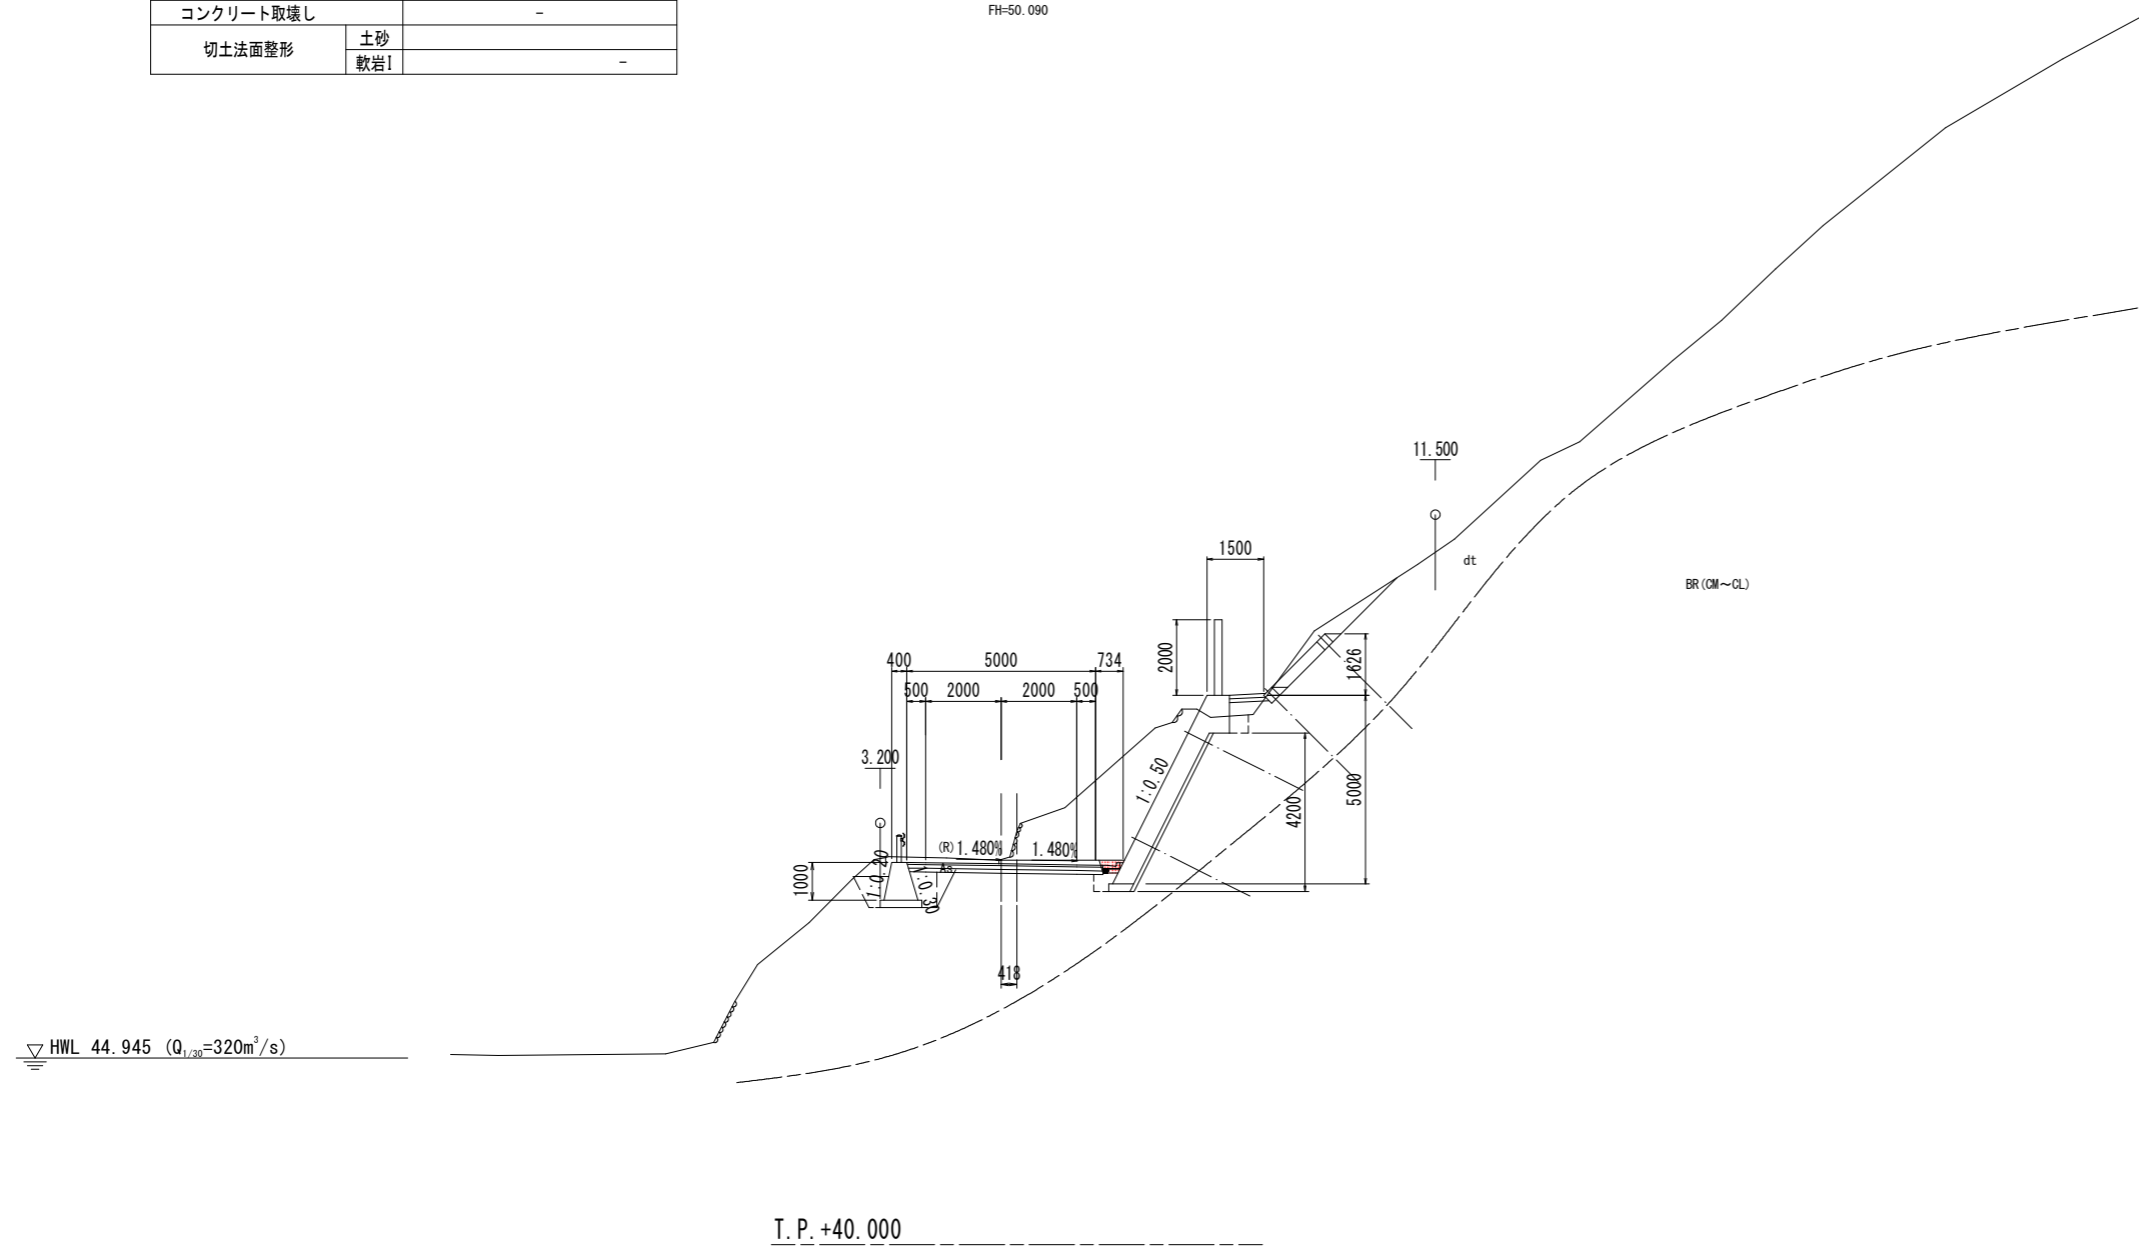 コンクリート取壊し -
FH=50.090
切土法面整形 土砂
軟岩I -
11.500
1500
dt
BR(CM～CL)
2000
1626
400 5000 734
500 2000 2000 500
3.200
1:0.50
5000
4200
(R) 1.480% 1.480%
As
1000
1:0.20
1:0.30
418
HWL 44.945 (Q1/30=320m³/s)
T.P.+40.000